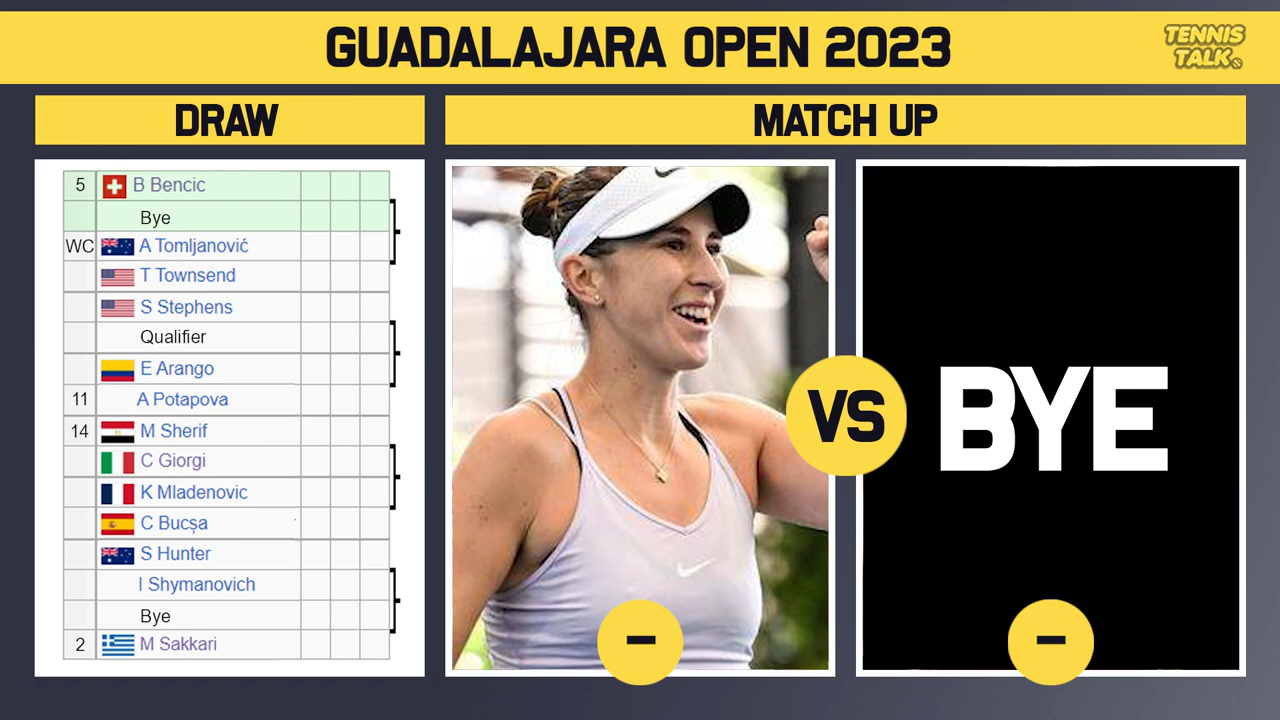 GUADALAJARA OPEN 2023
TENNIS
TALK
DRAW
MATCH UP
5 B Bencic
Bye
WC A Tomljanović
T Townsend
S Stephens
Qualifier
E Arango
11 A Potapova
14 M Sherif
C Giorgi
K Mladenovic
C Bucșa
S Hunter
I Shymanovich
Bye
2 M Sakkari
VS
BYE
-
-